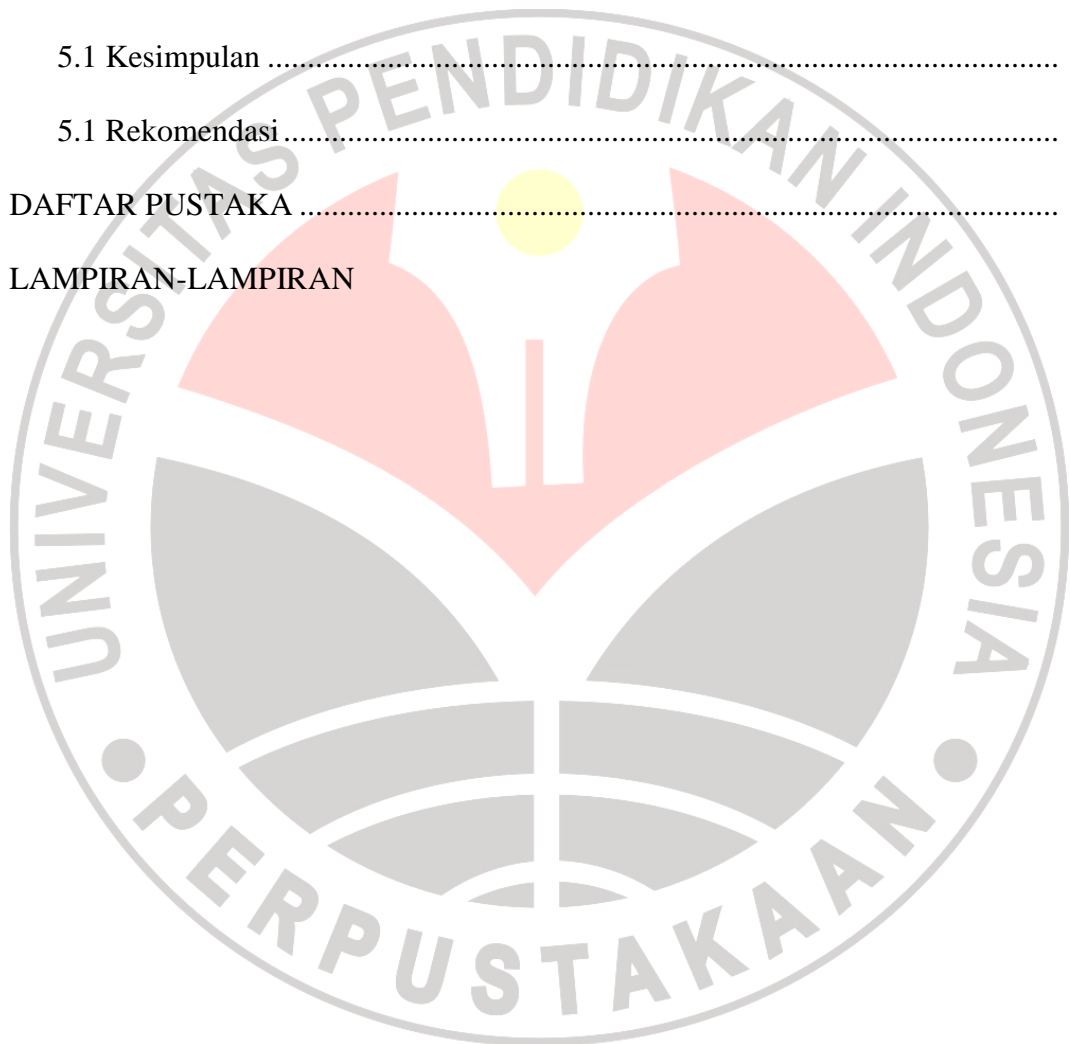 5.1 Kesimpulan ....................................................................................................
5.1 Rekomendasi ..................................................................................................
DAFTAR PUSTAKA ................................................................................................
LAMPIRAN-LAMPIRAN
UNIVERSITAS PENDIDIKAN INDONESIA
PERPUSTAKAAN